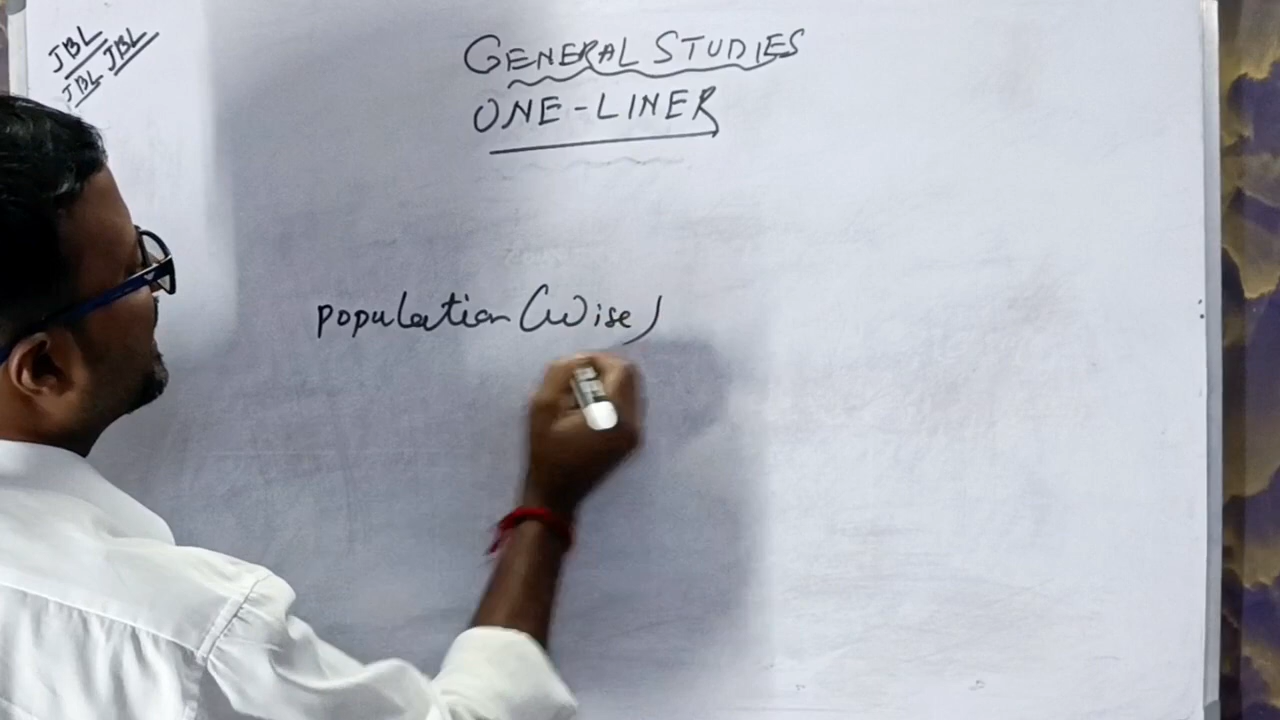 JBL JBL
JBL
GENERAL STUDIES
ONE-LINER
population (wise)